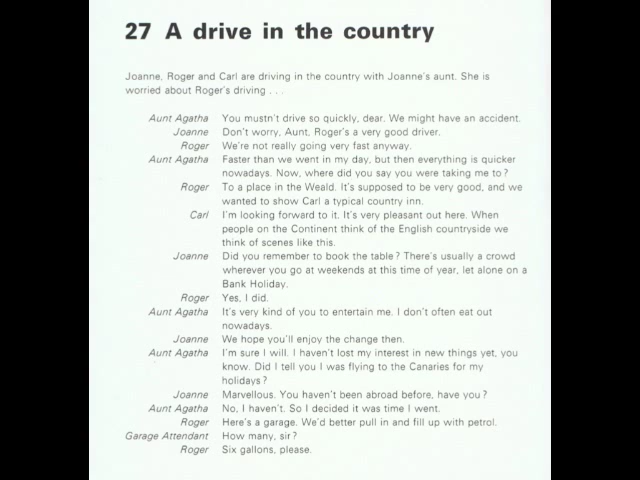 27 A drive in the country
Joanne, Roger and Carl are driving in the country with Joanne's aunt. She is
worried about Roger's driving . . .
Aunt Agatha You mustn't drive so quickly, dear. We might have an accident.
Joanne Don't worry, Aunt, Roger's a very good driver.
Roger We're not really going very fast anyway.
Aunt Agatha Faster than we went in my day, but then everything is quicker
nowadays. Now, where did you say you were taking me to?
Roger To a place in the Weald. It's supposed to be very good, and we
wanted to show Carl a typical country inn.
Carl I'm looking forward to it. It's very pleasant out here. When
people on the Continent think of the English countryside we
think of scenes like this.
Joanne Did you remember to book the table? There's usually a crowd
wherever you go at weekends at this time of year, let alone on a
Bank Holiday.
Roger Yes, I did.
Aunt Agatha It's very kind of you to entertain me. I don't often eat out
nowadays.
Joanne We hope you'll enjoy the change then.
Aunt Agatha I'm sure I will. I haven't lost my interest in new things yet, you
know. Did I tell you I was flying to the Canaries for my
holidays?
Joanne Marvellous. You haven't been abroad before, have you?
Aunt Agatha No, I haven't. So I decided it was time I went.
Roger Here's a garage. We'd better pull in and fill up with petrol.
Garage Attendant How many, sir?
Roger Six gallons, please.